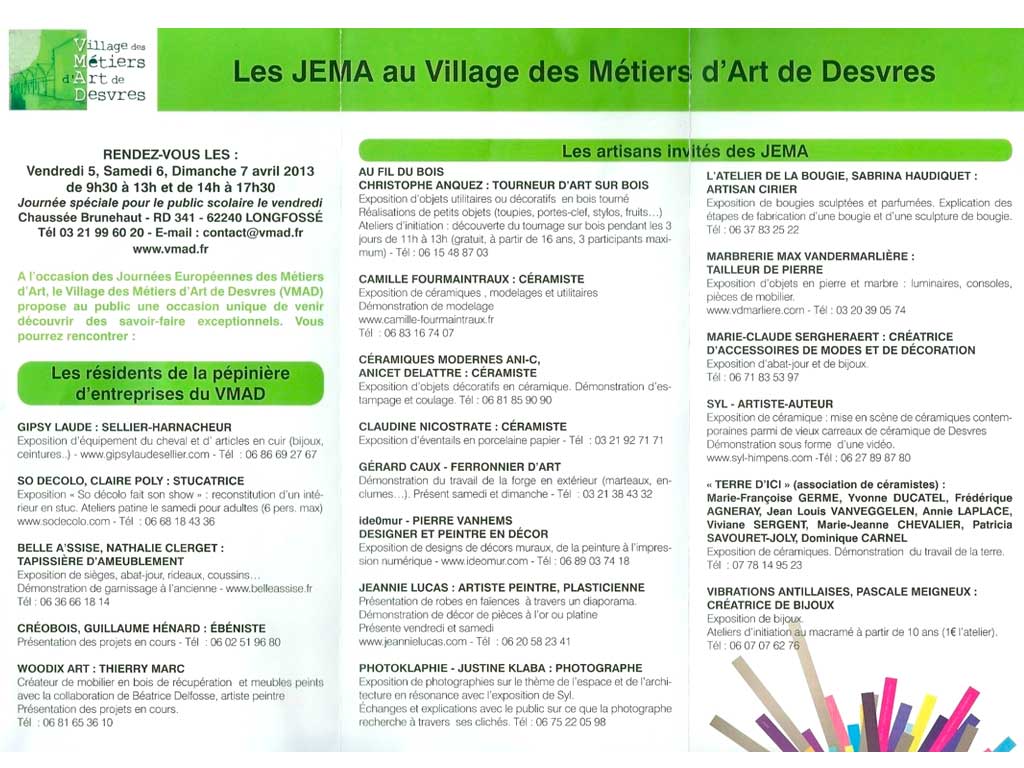 Village des
Métiers
d'Art de
Desvres
Les JEMA au Village des Métiers d'Art de Desvres
RENDEZ-VOUS LES :
Vendredi 5, Samedi 6, Dimanche 7 avril 2013
de 9h30 à 13h et de 14h à 17h30
Journée spéciale pour le public scolaire le vendredi
Chaussée Brunehaut - RD 341 - 62240 LONGFOSSÉ
Tél 03 21 99 60 20 - E-mail : contact@vmad.fr
www.vmad.fr
A l'occasion des Journées Européennes des Métiers
d'Art, le Village des Métiers d'Art de Desvres (VMAD)
propose au public une occasion unique de venir
découvrir des savoir-faire exceptionnels. Vous
pourrez rencontrer :
Les résidents de la pépinière
d'entreprises du VMAD
GIPSY LAUDE : SELLIER-HARNACHEUR
Exposition d'équipement du cheval et d' articles en cuir (bijoux,
ceintures..) - www.gipsylaudesellier.com - Tél : 06 86 69 27 67
SO DECOLO, CLAIRE POLY : STUCATRICE
Exposition « So décolo fait son show » : reconstitution d'un inté-
rieur en stuc. Ateliers patine le samedi pour adultes (6 pers. max)
www.sodecolo.com - Tél : 06 68 18 43 36
BELLE A'SSISE, NATHALIE CLERGET :
TAPISSIÈRE D'AMEUBLEMENT
Exposition de sièges, abat-jour, rideaux, coussins...
Démonstration de garnissage à l'ancienne - www.belleassise.fr
Tél : 06 36 66 18 14
CRÉOBOIS, GUILLAUME HÉNARD : ÉBÉNISTE
Présentation des projets en cours - Tél : 06 02 51 96 80
WOODIX ART : THIERRY MARC
Créateur de mobilier en bois de récupération et meubles peints
avec la collaboration de Béatrice Delfosse, artiste peintre
Présentation des projets en cours.
Tél : 06 81 65 36 10
Les artisans invités des JEMA
AU FIL DU BOIS
CHRISTOPHE ANQUEZ : TOURNEUR D'ART SUR BOIS
Exposition d'objets utilitaires ou décoratifs en bois tourné
Réalisations de petits objets (toupies, portes-clef, stylos, fruits...)
Ateliers d'initiation : découverte du tournage sur bois pendant les 3
jours de 11h à 13h (gratuit, à partir de 16 ans, 3 participants maxi-
mum) - Tél : 06 15 48 87 03
CAMILLE FOURMAINTRAUX : CÉRAMISTE
Exposition de céramiques , modelages et utilitaires
Démonstration de modelage
www.camille-fourmaintraux.fr
Tél : 06 83 16 74 07
CÉRAMIQUES MODERNES ANI-C,
ANICET DELATTRE : CÉRAMISTE
Exposition d'objets décoratifs en céramique. Démonstration d'es-
tampage et coulage. Tél : 06 81 85 90 90
CLAUDINE NICOSTRATE : CÉRAMISTE
Exposition d'éventails en porcelaine papier - Tél : 03 21 92 71 71
GÉRARD CAUX - FERRONNIER D'ART
Démonstration du travail de la forge en extérieur (marteaux, en-
clumes...). Présent samedi et dimanche - Tél : 03 21 38 43 32
ide0mur - PIERRE VANHEMS
DESIGNER ET PEINTRE EN DÉCOR
Exposition de designs de décors muraux, de la peinture à l'impres-
sion numérique - www.ideomur.com - Tél : 06 89 03 74 18
JEANNIE LUCAS : ARTISTE PEINTRE, PLASTICIENNE
Présentation de robes en faïences à travers un diaporama.
Démonstration de décor de pièces à l'or ou platine
Présente vendredi et samedi
www.jeannielucas.com - Tél : 06 20 58 23 41
PHOTOKLAPHIE - JUSTINE KLABA : PHOTOGRAPHE
Exposition de photographies sur le thème de l'espace et de l'archi-
tecture en résonance avec l'exposition de Syl.
Échanges et explications avec le public sur ce que la photographe
recherche à travers ses clichés. Tél : 06 75 22 05 98
L'ATELIER DE LA BOUGIE, SABRINA HAUDIQUET :
ARTISAN CIRIER
Exposition de bougies sculptées et parfumées. Explication des
étapes de fabrication d'une bougie et d'une sculpture de bougie.
Tél : 06 37 83 25 22
MARBRERIE MAX VANDERMARLIÈRE :
TAILLEUR DE PIERRE
Exposition d'objets en pierre et marbre : luminaires, consoles,
pièces de mobilier.
www.vdmarliere.com - Tél : 03 20 39 05 74
MARIE-CLAUDE SERGHERAERT : CRÉATRICE
D'ACCESSOIRES DE MODES ET DE DÉCORATION
Exposition d'abat-jour et de bijoux.
Tél : 06 71 83 53 97
SYL - ARTISTE-AUTEUR
Exposition de céramique : mise en scène de céramiques contem-
poraines parmi de vieux carreaux de céramique de Desvres
Démonstration sous forme d'une vidéo.
www.syl-himpens.com -Tél : 06 27 89 87 80
« TERRE D'ICI » (association de céramistes) :
Marie-Françoise GERME, Yvonne DUCATEL, Frédérique
AGNERAY, Jean Louis VANVEGGELEN, Annie LAPLACE,
Viviane SERGENT, Marie-Jeanne CHEVALIER, Patricia
SAVOURET-JOLY, Dominique CARNEL
Exposition de céramiques. Démonstration du travail de la terre.
Tél : 07 78 14 95 23
VIBRATIONS ANTILLAISES, PASCALE MEIGNEUX :
CRÉATRICE DE BIJOUX
Exposition de bijoux.
Ateliers d'initiation au macramé à partir de 10 ans (1€ l'atelier).
Tél : 06 07 07 62 76